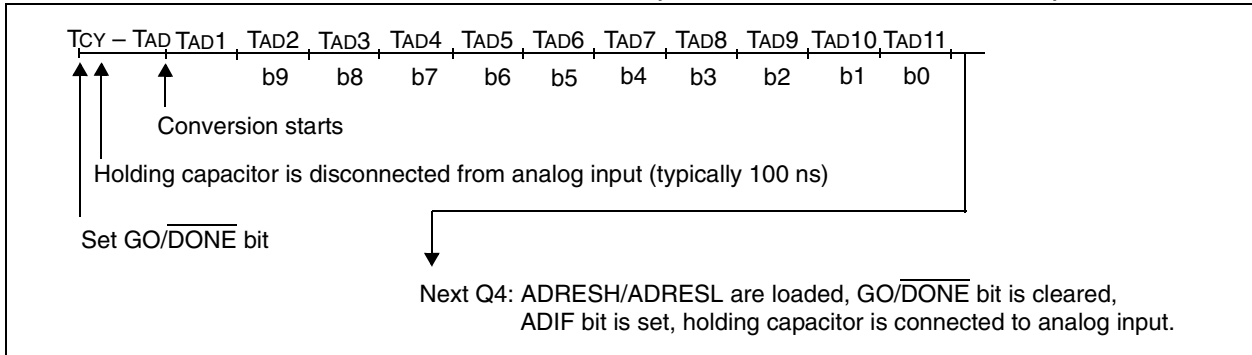 TCY – TAD TAD1 TAD2 TAD3 TAD4 TAD5 TAD6 TAD7 TAD8 TAD9 TAD10 TAD11
b9 b8 b7 b6 b5 b4 b3 b2 b1 b0
Conversion starts
Holding capacitor is disconnected from analog input (typically 100 ns)
Set GO/DONE bit
Next Q4: ADRESH/ADRESL are loaded, GO/DONE bit is cleared,
ADIF bit is set, holding capacitor is connected to analog input.